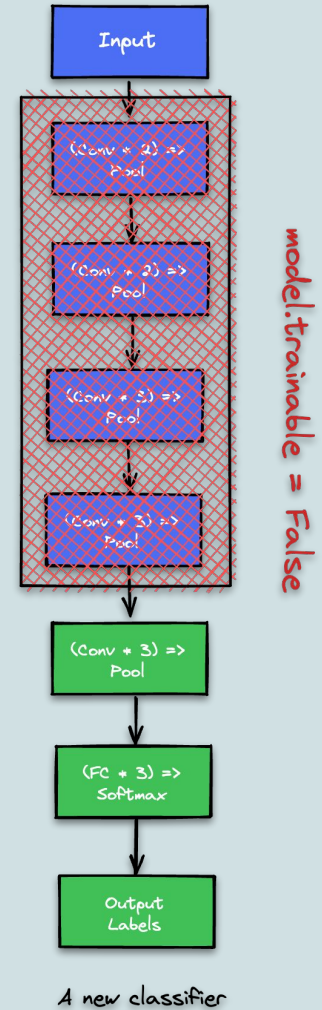 Input
(Conv * 2) =>
Pool
(Conv * 2) =>
Pool
(Conv * 3) =>
Pool
(Conv * 3) =>
Pool
model.trainable = False
(Conv * 3) =>
Pool
(FC * 3) =>
Softmax
Output
Labels
A new classifier